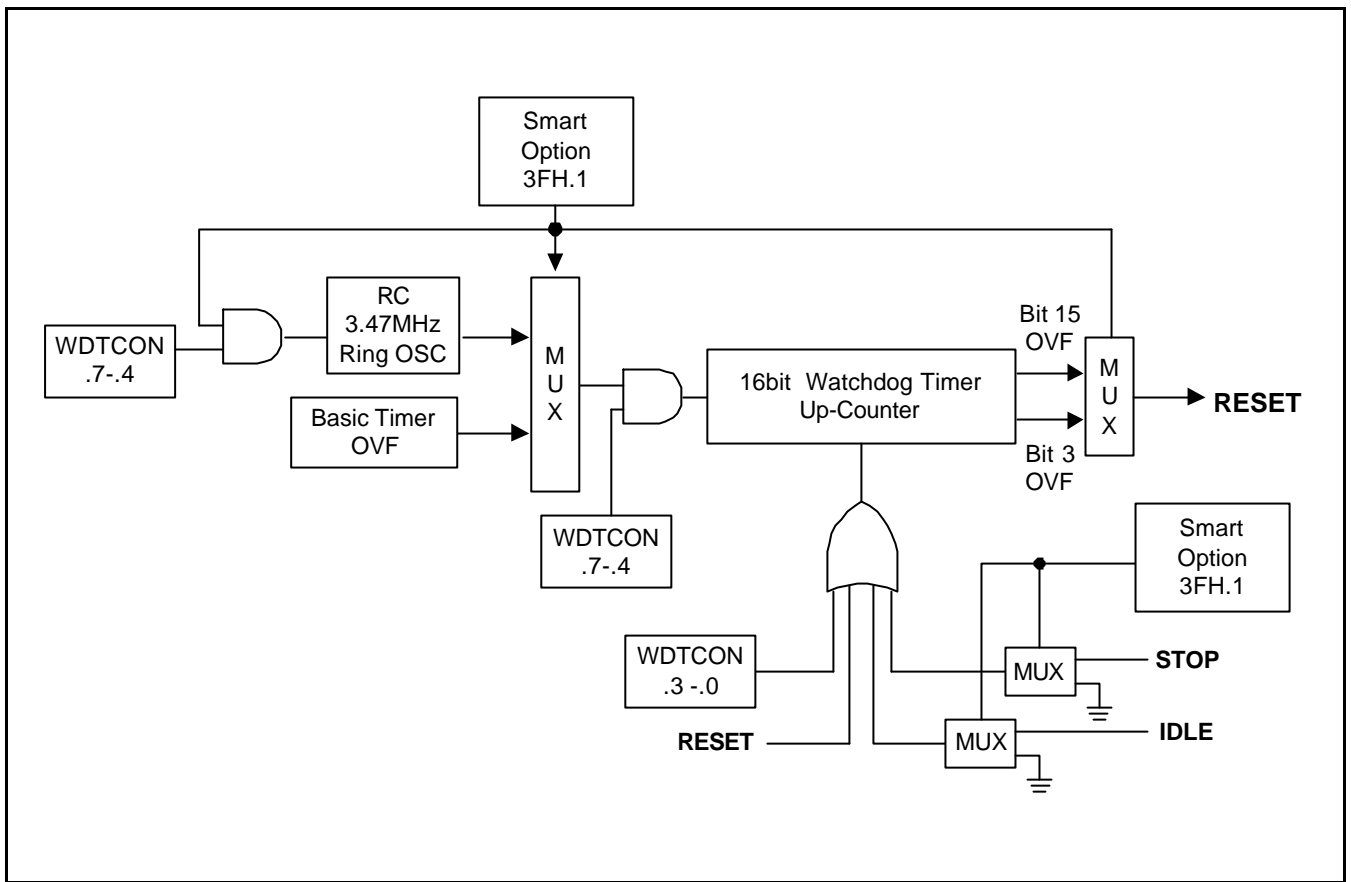 Smart
Option
3FH.1
RC
3.47MHz
Ring OSC
WDTCON
.7-.4
Basic Timer
OVF
M
U
X
WDTCON
.7-.4
16bit Watchdog Timer
Up-Counter
Bit 15
OVF
Bit 3
OVF
M
U
X
RESET
Smart
Option
3FH.1
WDTCON
.3 -.0
RESET
MUX
STOP
MUX
IDLE